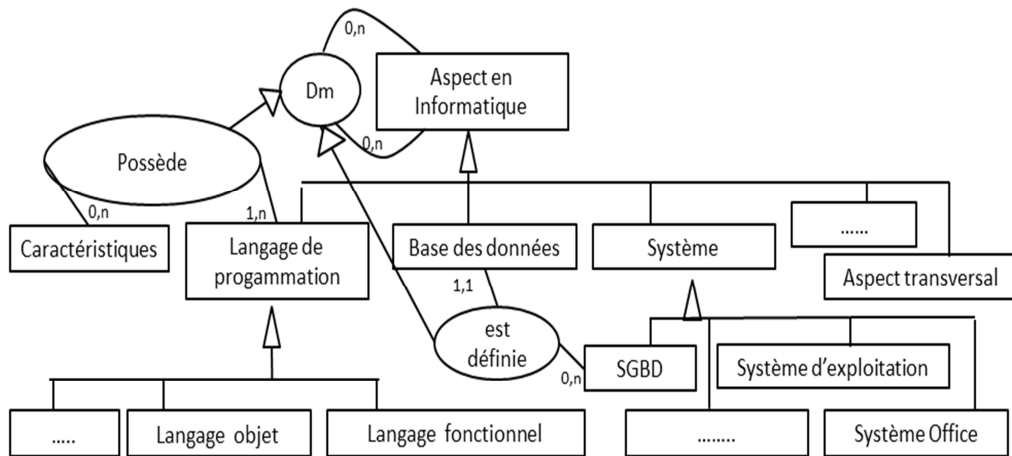 0,n
Dm
Aspect en
Informatique
0,n
Possède
0,n
1,n
Caractéristiques
Langage de
progammation
Base des données
Système
......
Aspect transversal
1,1
est
définie
0,n
SGBD
Système d'exploitation
.....
Langage objet
Langage fonctionnel
........
Système Office